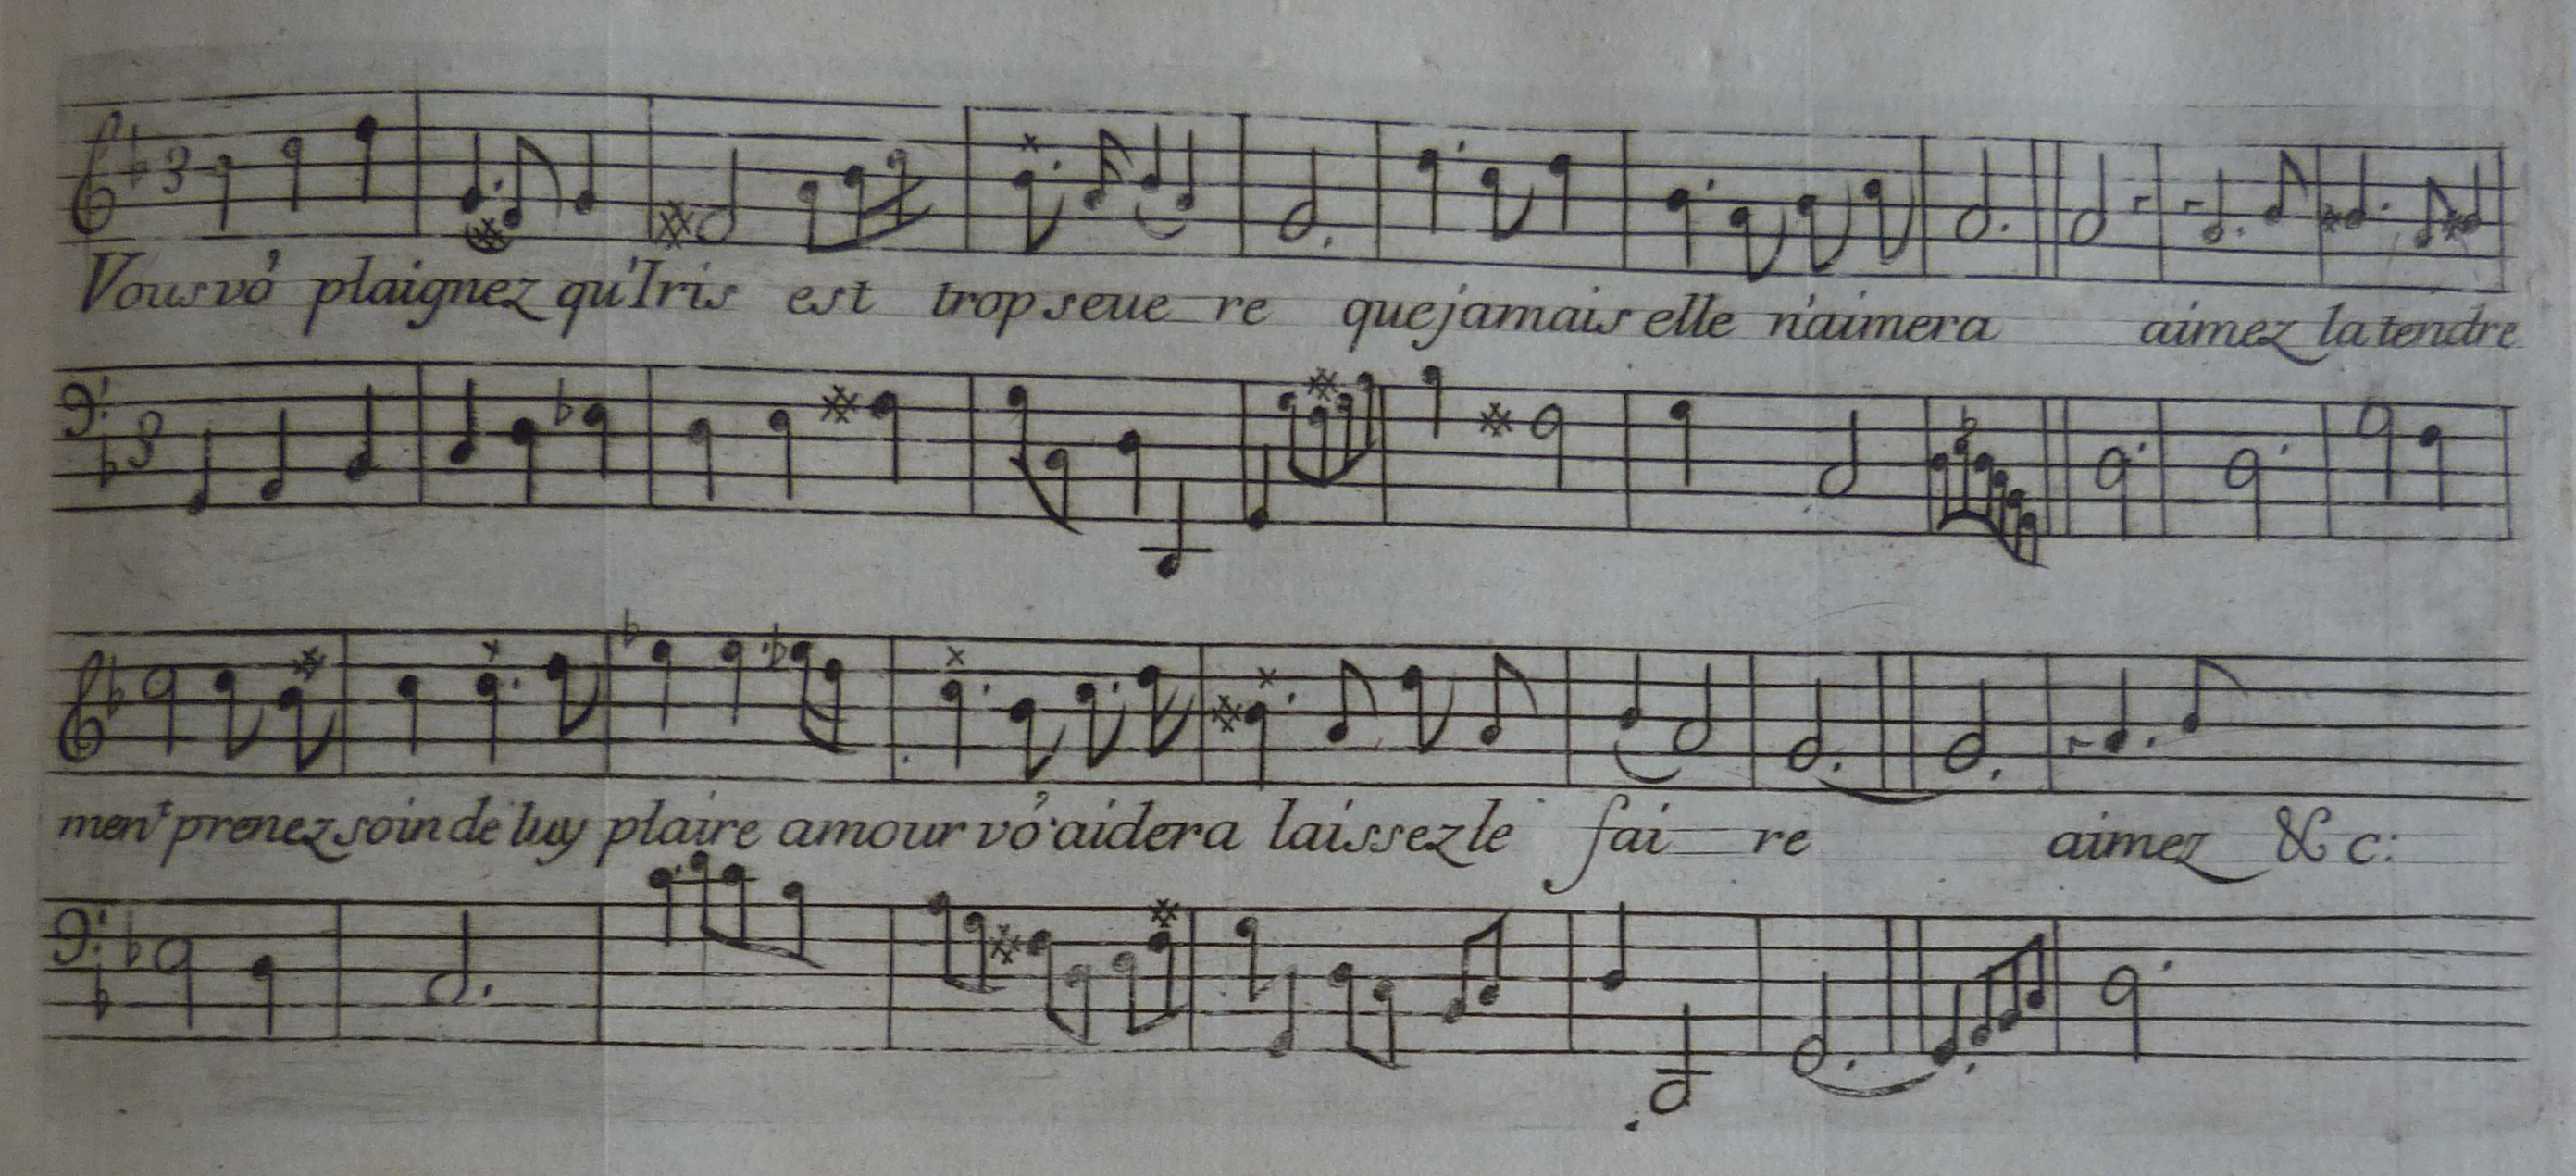 3
Vous vo' plaignez qu'Iris est trop seue re que jamais elle n'aimera aimez la tendre
3
men^t prenez soin de luy plaire amour vo' aidera laissez le fai re aimez & c: